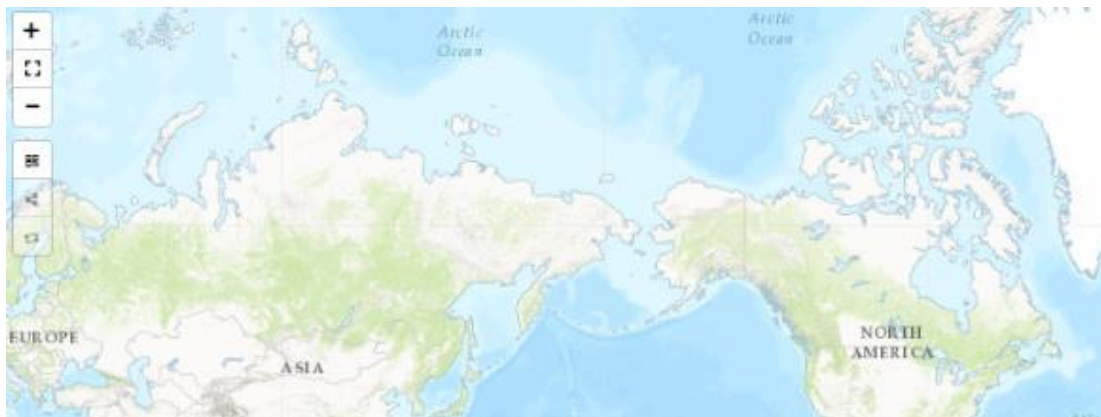 Arctic
Ocean
Arctic
Ocean
EUROPE
ASIA
NORTH
AMERICA